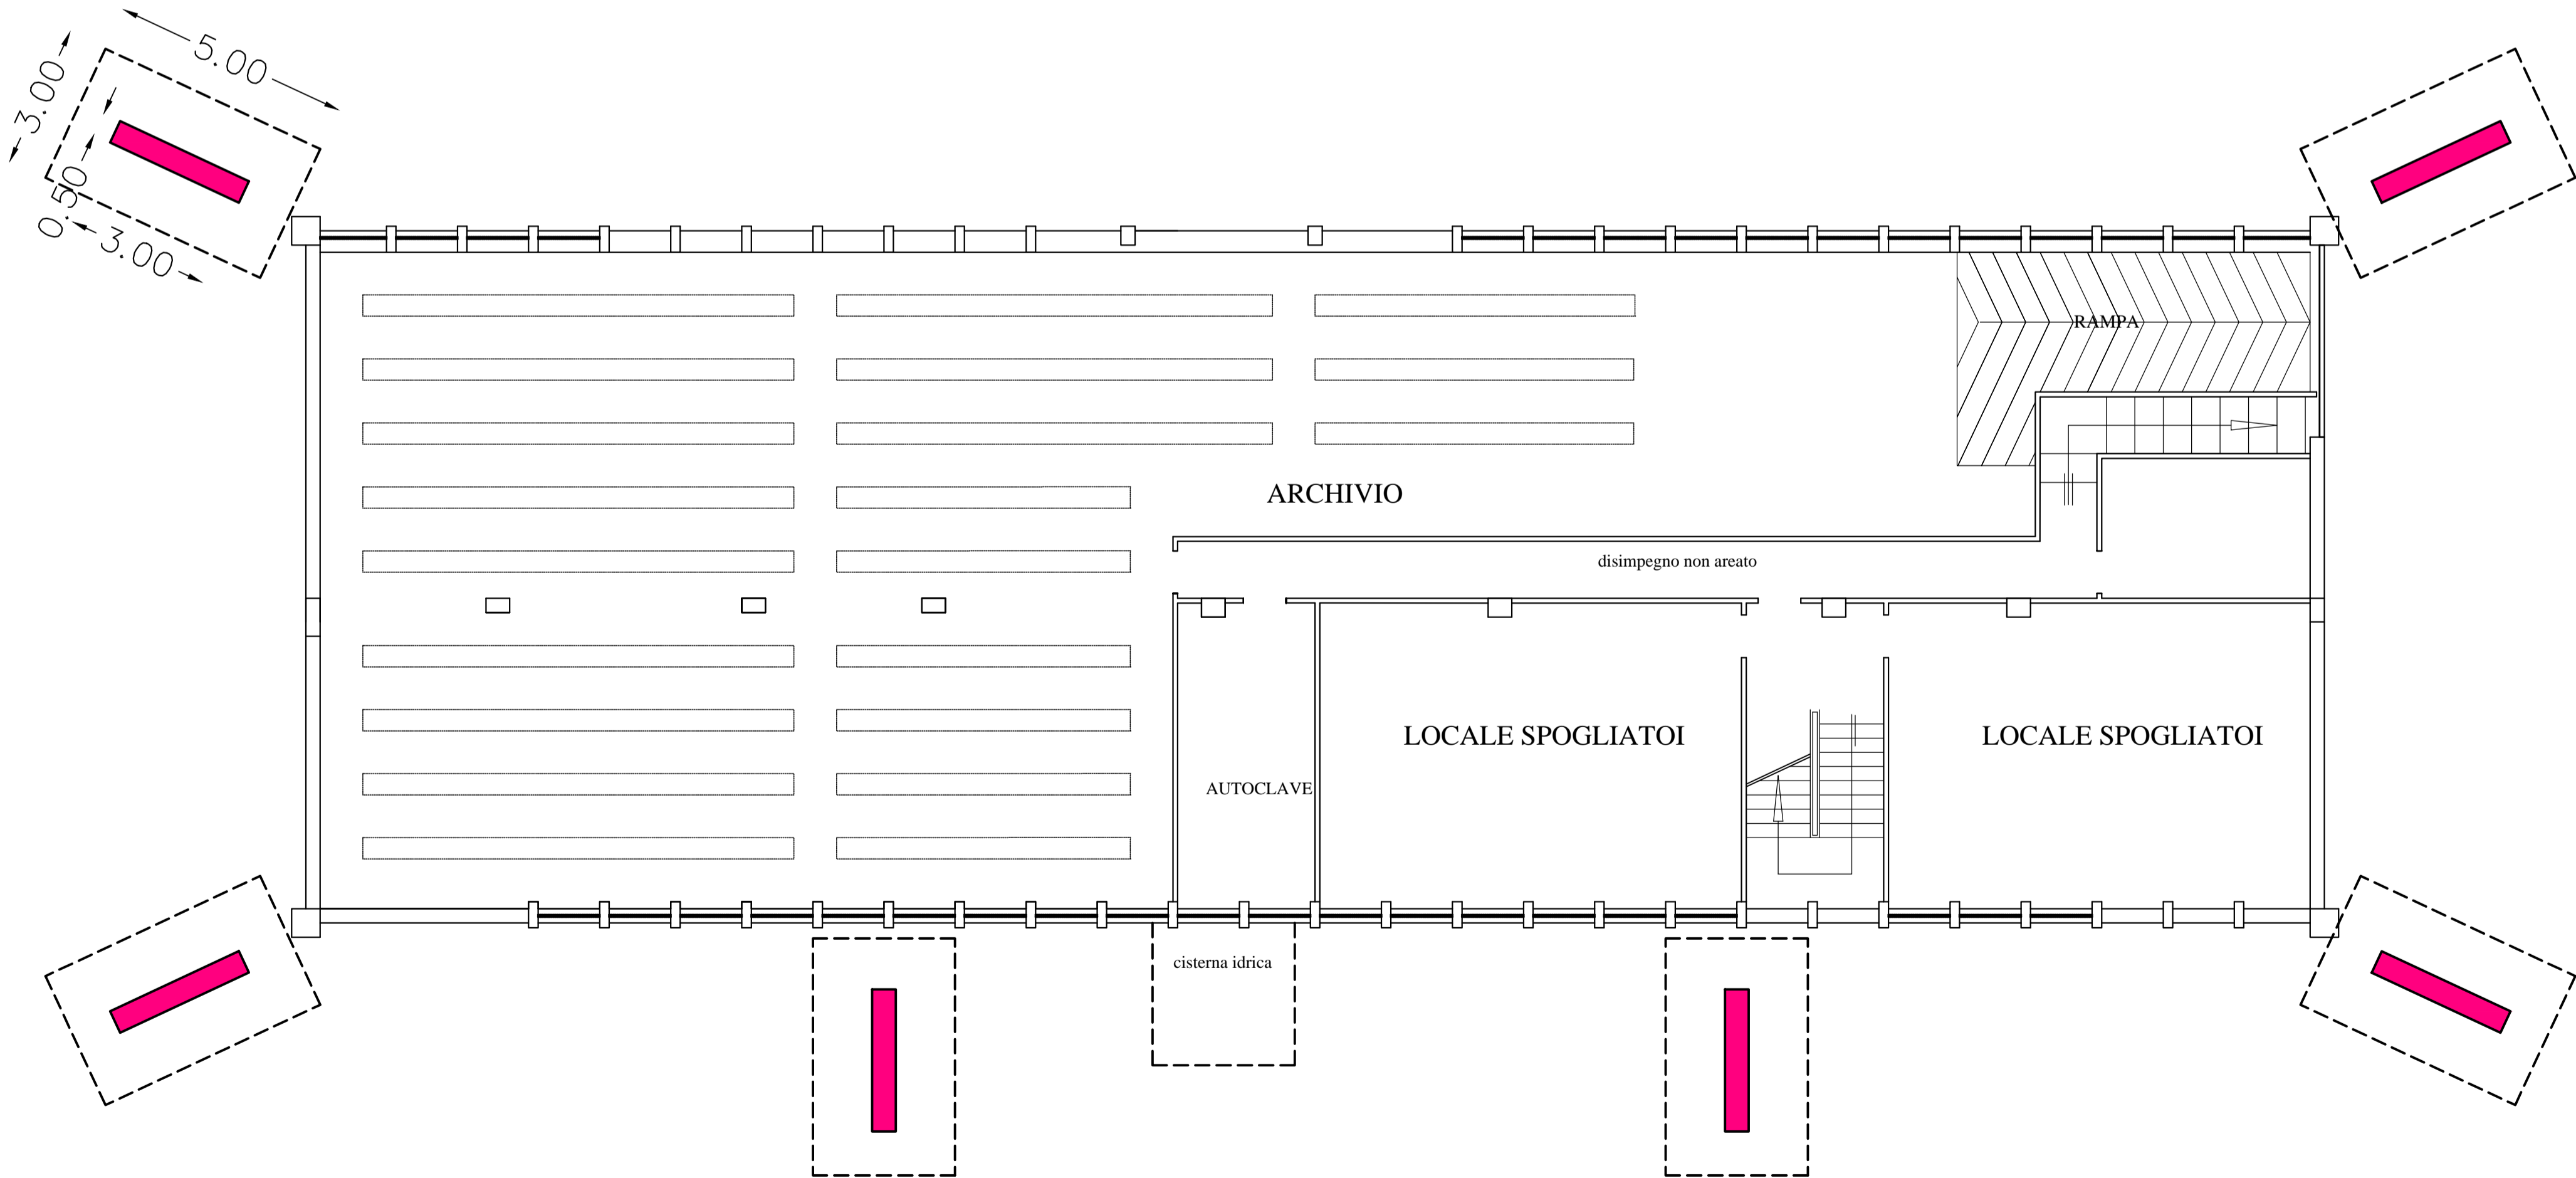 5.00
3.00
0.50
3.00
RAMPA
ARCHIVIO
disimpegno non areato
LOCALE SPOGLIATOI
LOCALE SPOGLIATOI
AUTOCLAVE
cisterna idrica